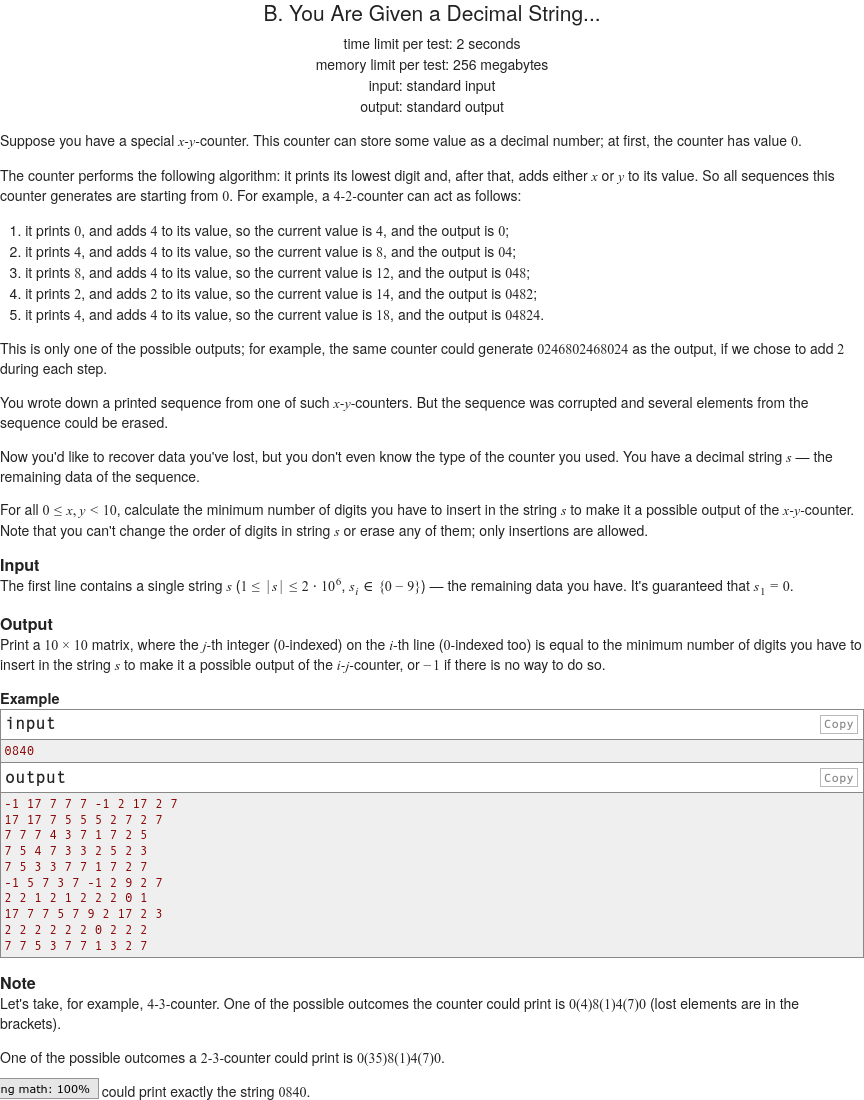 B. You Are Given a Decimal String...
time limit per test: 2 seconds
memory limit per test: 256 megabytes
input: standard input
output: standard output
Suppose you have a special x-y-counter. This counter can store some value as a decimal number; at first, the counter has value 0.
The counter performs the following algorithm: it prints its lowest digit and, after that, adds either x or y to its value. So all sequences this
counter generates are starting from 0. For example, a 4-2-counter can act as follows:
1. it prints 0, and adds 4 to its value, so the current value is 4, and the output is 0;
2. it prints 4, and adds 4 to its value, so the current value is 8, and the output is 04;
3. it prints 8, and adds 4 to its value, so the current value is 12, and the output is 048;
4. it prints 2, and adds 2 to its value, so the current value is 14, and the output is 0482;
5. it prints 4, and adds 4 to its value, so the current value is 18, and the output is 04824.
This is only one of the possible outputs; for example, the same counter could generate 0246802468024 as the output, if we chose to add 2
during each step.
You wrote down a printed sequence from one of such x-y-counters. But the sequence was corrupted and several elements from the
sequence could be erased.
Now you'd like to recover data you've lost, but you don't even know the type of the counter you used. You have a decimal string s — the
remaining data of the sequence.
For all 0 ≤ x, y < 10, calculate the minimum number of digits you have to insert in the string s to make it a possible output of the x-y-counter.
Note that you can't change the order of digits in string s or erase any of them; only insertions are allowed.
Input
The first line contains a single string s (1 ≤ |s| ≤ 2 · 10⁶, sᵢ ∈ {0 − 9}) — the remaining data you have. It's guaranteed that s₁ = 0.
Output
Print a 10 × 10 matrix, where the j-th integer (0-indexed) on the i-th line (0-indexed too) is equal to the minimum number of digits you have to
insert in the string s to make it a possible output of the i-j-counter, or −1 if there is no way to do so.
Example
input
Copy
0840
output
Copy
-1 17 7 7 7 -1 2 17 2 7
17 17 7 5 5 5 2 7 2 7
7 7 7 4 3 7 1 7 2 5
7 5 4 7 3 3 2 5 2 3
7 5 3 3 7 7 1 7 2 7
-1 5 7 3 7 -1 2 9 2 7
2 2 1 2 1 2 2 2 0 1
17 7 7 5 7 9 2 17 2 3
2 2 2 2 2 2 0 2 2 2
7 7 5 3 7 7 1 3 2 7
Note
Let's take, for example, 4-3-counter. One of the possible outcomes the counter could print is 0(4)8(1)4(7)0 (lost elements are in the
brackets).
One of the possible outcomes a 2-3-counter could print is 0(35)8(1)4(7)0.
ng math: 100% could print exactly the string 0840.